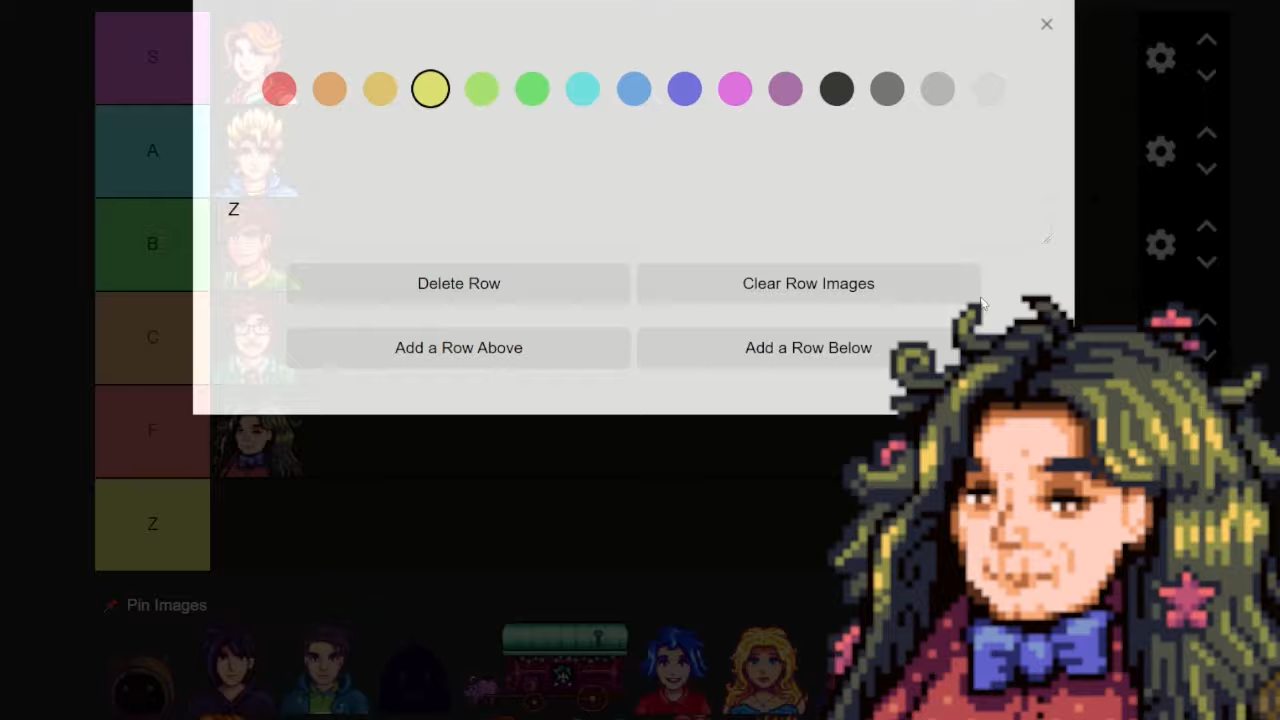 S
A
Z
B
Delete Row
Clear Row Images
C
Add a Row Above
Add a Row Below
F
Z
Pin Images